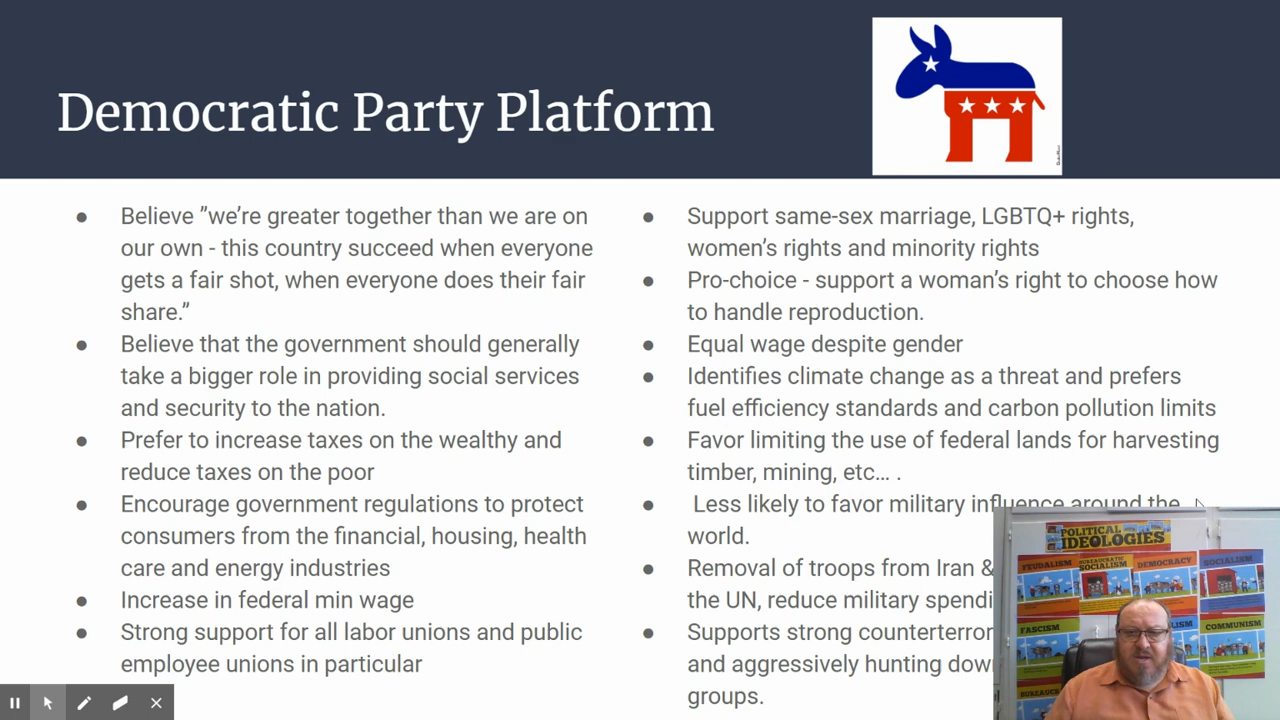 Democratic Party Platform
Believe ”we’re greater together than we are on
our own - this country succeed when everyone
gets a fair shot, when everyone does their fair
share.”
Believe that the government should generally
take a bigger role in providing social services
and security to the nation.
Prefer to increase taxes on the wealthy and
reduce taxes on the poor
Encourage government regulations to protect
consumers from the financial, housing, health
care and energy industries
Increase in federal min wage
Strong support for all labor unions and public
employee unions in particular
Support same-sex marriage, LGBTQ+ rights,
women’s rights and minority rights
Pro-choice - support a woman’s right to choose how
to handle reproduction.
Equal wage despite gender
Identifies climate change as a threat and prefers
fuel efficiency standards and carbon pollution limits
Favor limiting the use of federal lands for harvesting
timber, mining, etc… .
Less likely to favor military influence around the
world.
Removal of troops from Iran &
the UN, reduce military
Supports strong
and aggressively hunting
groups.
POLITICAL
IDEOLOGIES
FEUDALISM
BUREAUCRATIC
SOCIALISM
DEMOCRACY
SOCIALISM
FASCISM
COMMUNISM